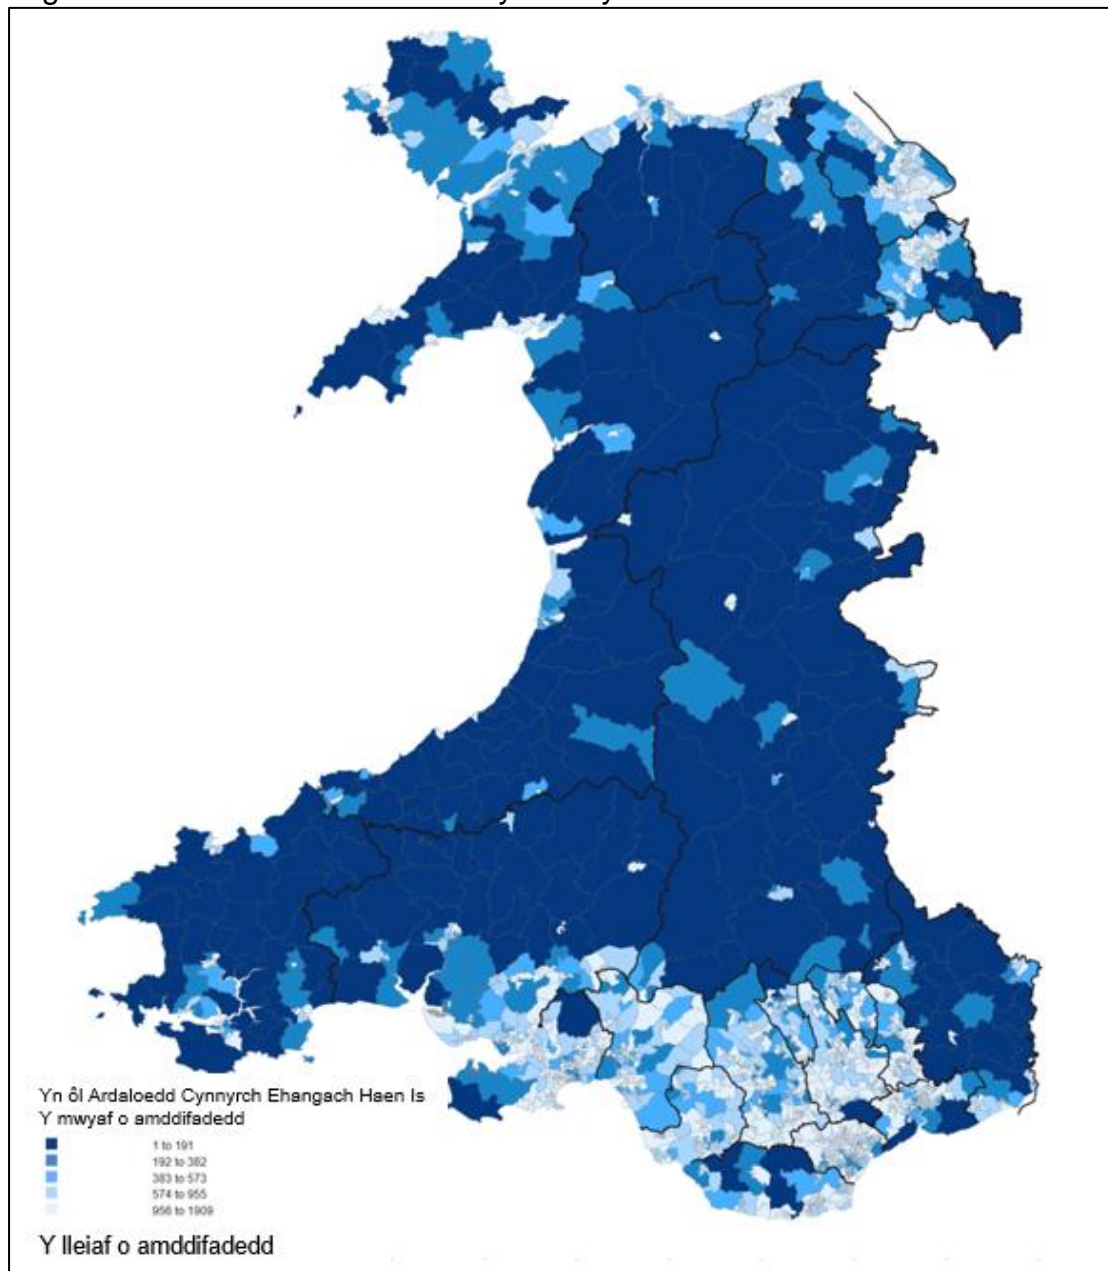 Yn ôl Ardaloedd Cynnyrch Ehangach Haen Is
Y mwyaf o amddifadedd
1 to 191
192 to 382
383 to 573
574 to 955
956 to 1909
Y lleiaf o amddifadedd